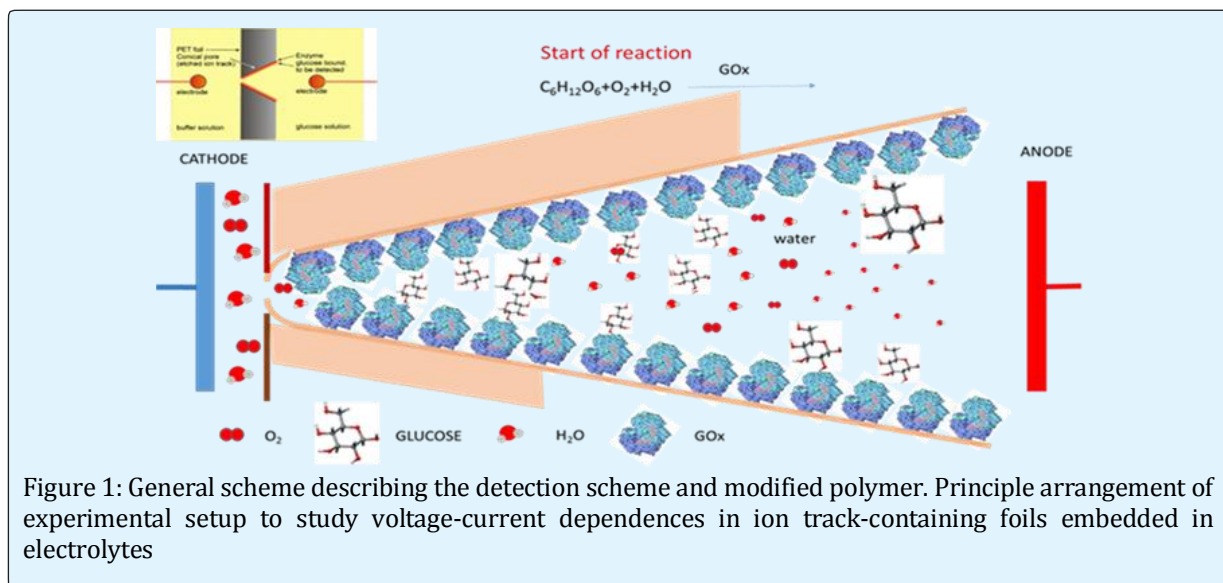 PET foil
Conical pore
(etched ion track)
Enzyme
glucose bound,
to be detected
electrode
electrode
buffer solution
glucose solution
Start of reaction
GOx
C₆H₁₂O₆+O₂+H₂O
CATHODE
ANODE
water
O₂
GLUCOSE
H₂O
GOx
Figure 1: General scheme describing the detection scheme and modified polymer. Principle arrangement of
experimental setup to study voltage-current dependences in ion track-containing foils embedded in
electrolytes